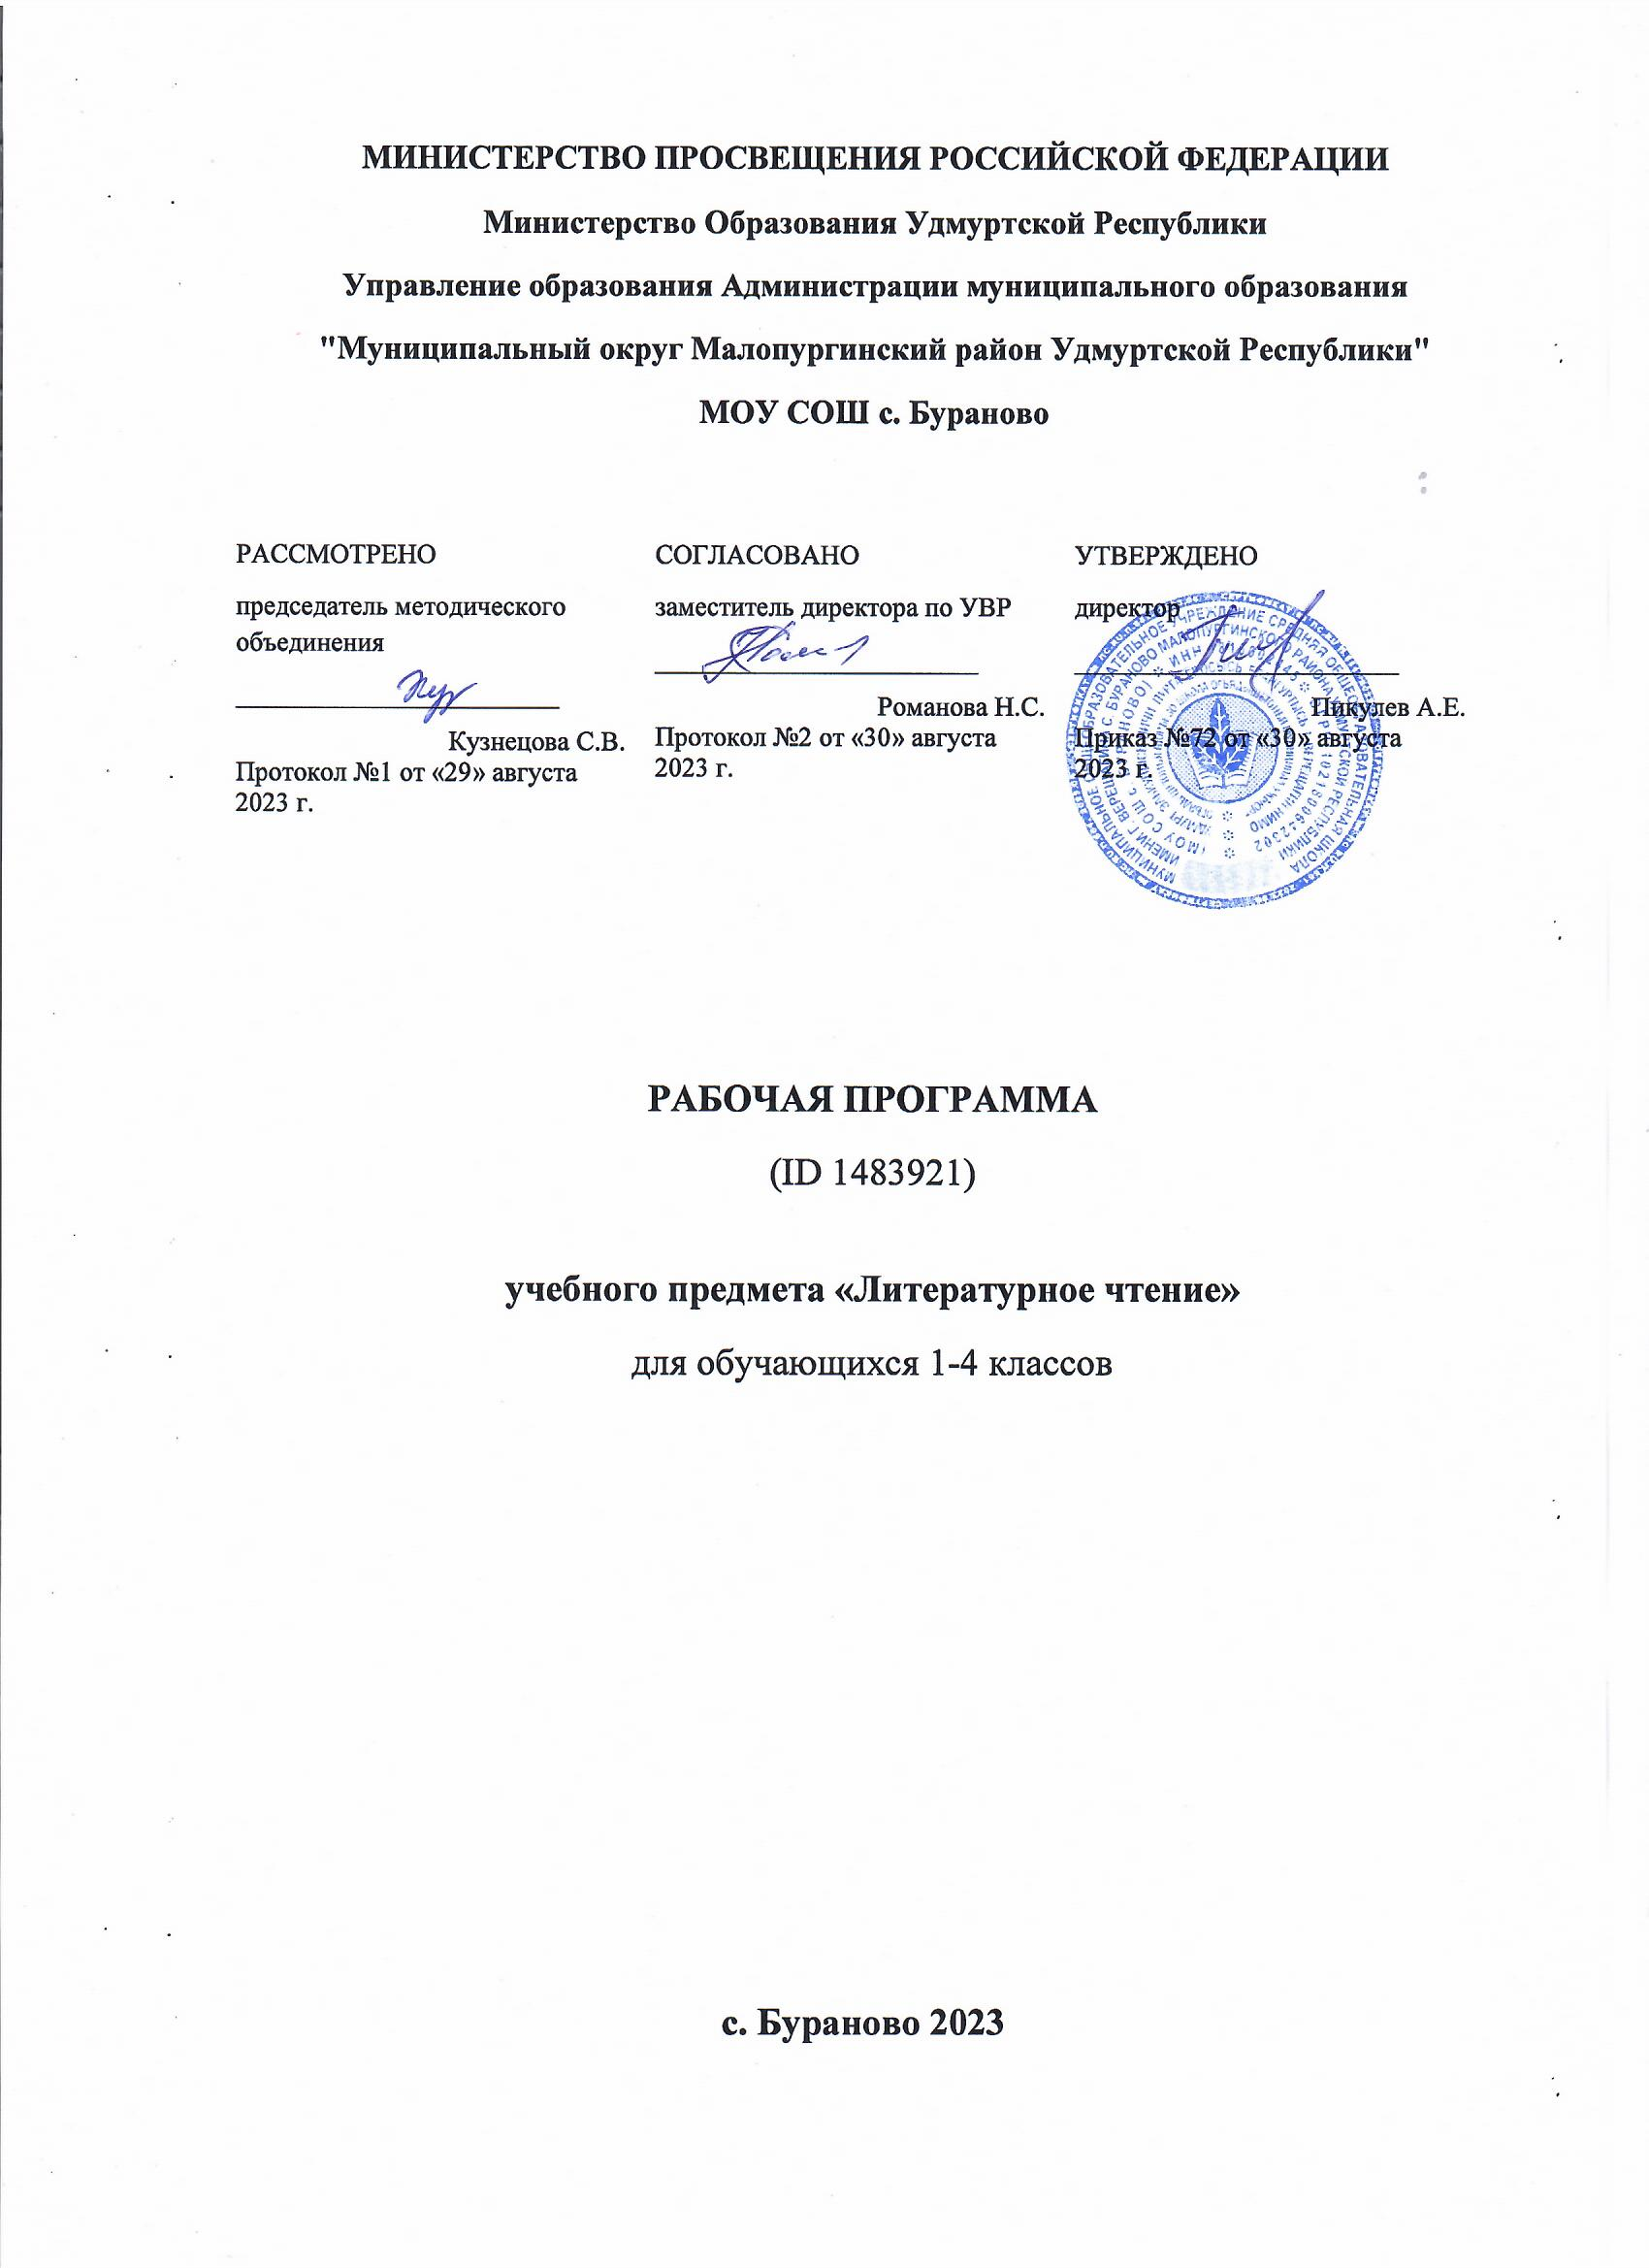 МИНИСТЕРСТВО ПРОСВЕЩЕНИЯ РОССИЙСКОЙ ФЕДЕРАЦИИ
Министерство Образования Удмуртской Республики
Управление образования Администрации муниципального образования
"Муниципальный округ Малопургинский район Удмуртской Республики"
МОУ СОШ с. Бураново
РАССМОТРЕНО
председатель методического
объединения
Кузнецова С.В.
Протокол №1 от «29» августа
2023 г.
СОГЛАСОВАНО
заместитель директора по УВР
Романова Н.С.
Протокол №2 от «30» августа
2023 г.
УТВЕРЖДЕНО
директор
Пикулев А.Е.
Приказ №72 от «30» августа
2023 г.
РАБОЧАЯ ПРОГРАММА
(ID 1483921)
учебного предмета «Литературное чтение»
для обучающихся 1-4 классов
с. Бураново 2023